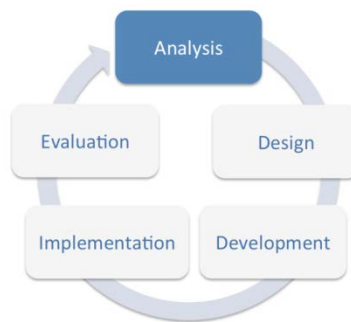 Analysis
Evaluation
Design
Implementation
Development